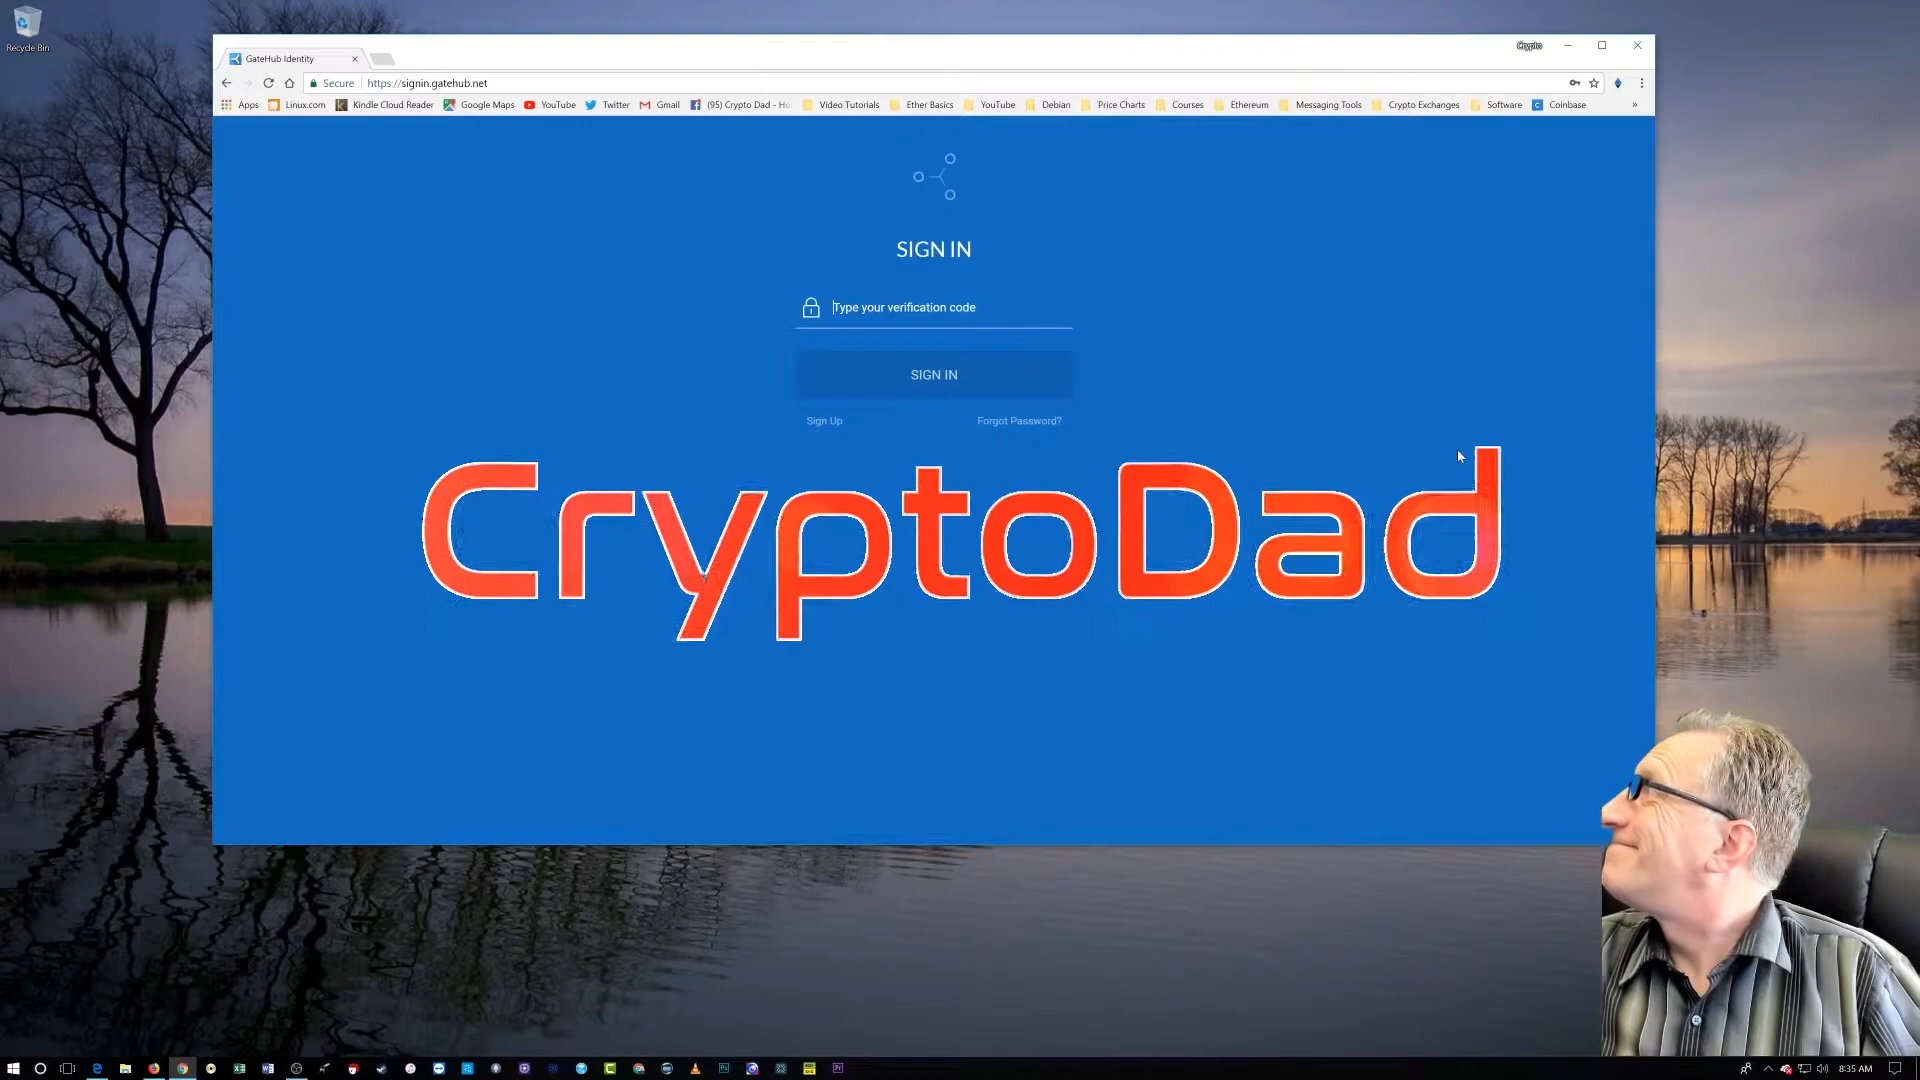 Recycle Bin
Crypto
GateHub Identity
Secure https://signin.gatehub.net
Apps Linux.com Kindle Cloud Reader Google Maps YouTube Twitter Gmail (95) Crypto Dad - Ho Video Tutorials Ether Basics YouTube Debian Price Charts Courses Ethereum Messaging Tools Crypto Exchanges Software Coinbase »
SIGN IN
Type your verification code
SIGN IN
Sign Up Forgot Password?
CryptoDad
8:35 AM